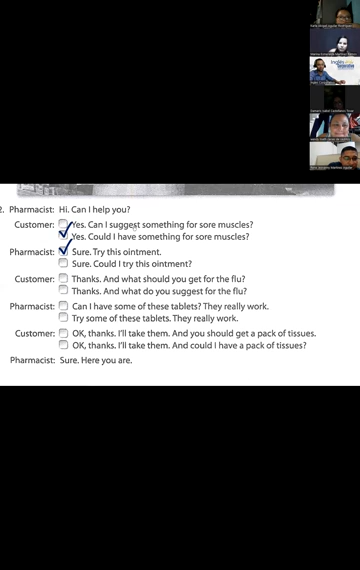 2. Pharmacist: Hi. Can I help you?
Customer: Yes. Can I suggest something for sore muscles?
Yes. Could I have something for sore muscles?
Pharmacist: Sure. Try this ointment.
Sure. Could I try this ointment?
Customer: Thanks. And what should you get for the flu?
Thanks. And what do you suggest for the flu?
Pharmacist: Can I have some of these tablets? They really work.
Try some of these tablets. They really work.
Customer: OK, thanks. I'll take them. And you should get a pack of tissues.
OK, thanks. I'll take them. And could I have a pack of tissues?
Pharmacist: Sure. Here you are.